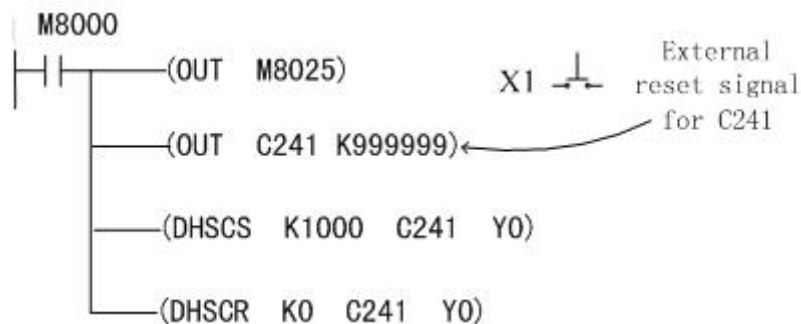 M8000
(OUT M8025)
X1
External
reset signal
for C241
(OUT C241 K999999)
(DHSCS K1000 C241 Y0)
(DHSCR K0 C241 Y0)